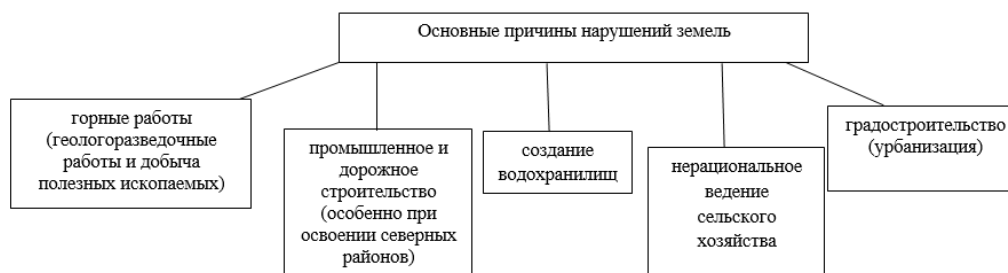 Основные причины нарушений земель
горные работы
(геологоразведочные
работы и добыча
полезных ископаемых)
промышленное и
дорожное
строительство
(особенно при
освоении северных
районов)
создание
водохранилищ
нерациональное
ведение
сельского
хозяйства
градостроительство
(урбанизация)